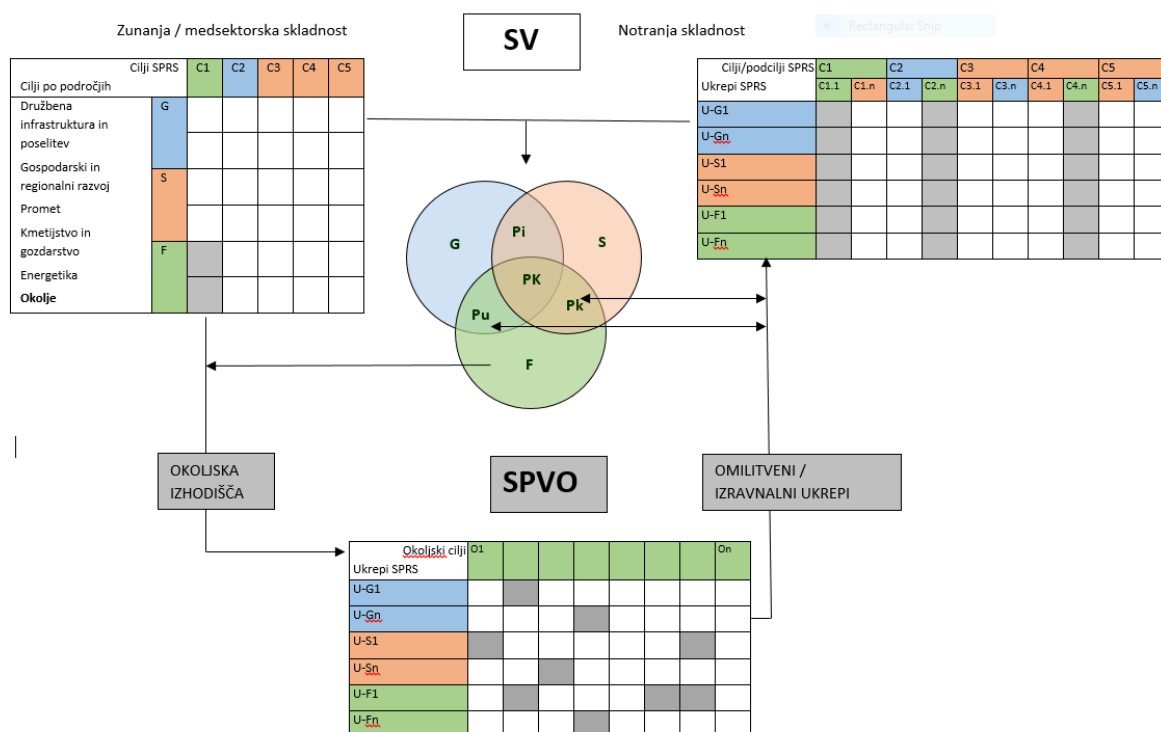 Rectangular Snip
Zunanja / medsektorska skladnost
SV
Notranja skladnost
Cilji SPRS
C1
C2
C3
C4
C5
Cilji po področjih
Družbena
infrastruktura in
poselitev
Gospodarski in
regionalni razvoj
Promet
Kmetijstvo in
gozdarstvo
Energetika
Okolje
G
S
F
Cilji/podcilji SPRS
C1
C2
C3
C4
C5
Ukrepi SPRS
C1.1
C1.n
C2.1
C2.n
C3.1
C3.n
C4.1
C4.n
C5.1
C5.n
U-G1
U-Gn
U-S1
U-Sn
U-F1
U-Fn
G
Pi
S
PK
Pu
Pk
F
OKOLJSKA
IZHODIŠČA
SPVO
OMILITVENI /
IZRAVNALNI UKREPI
Okoljski cilji
O1
On
Ukrepi SPRS
U-G1
U-Gn
U-S1
U-Sn
U-F1
U-Fn